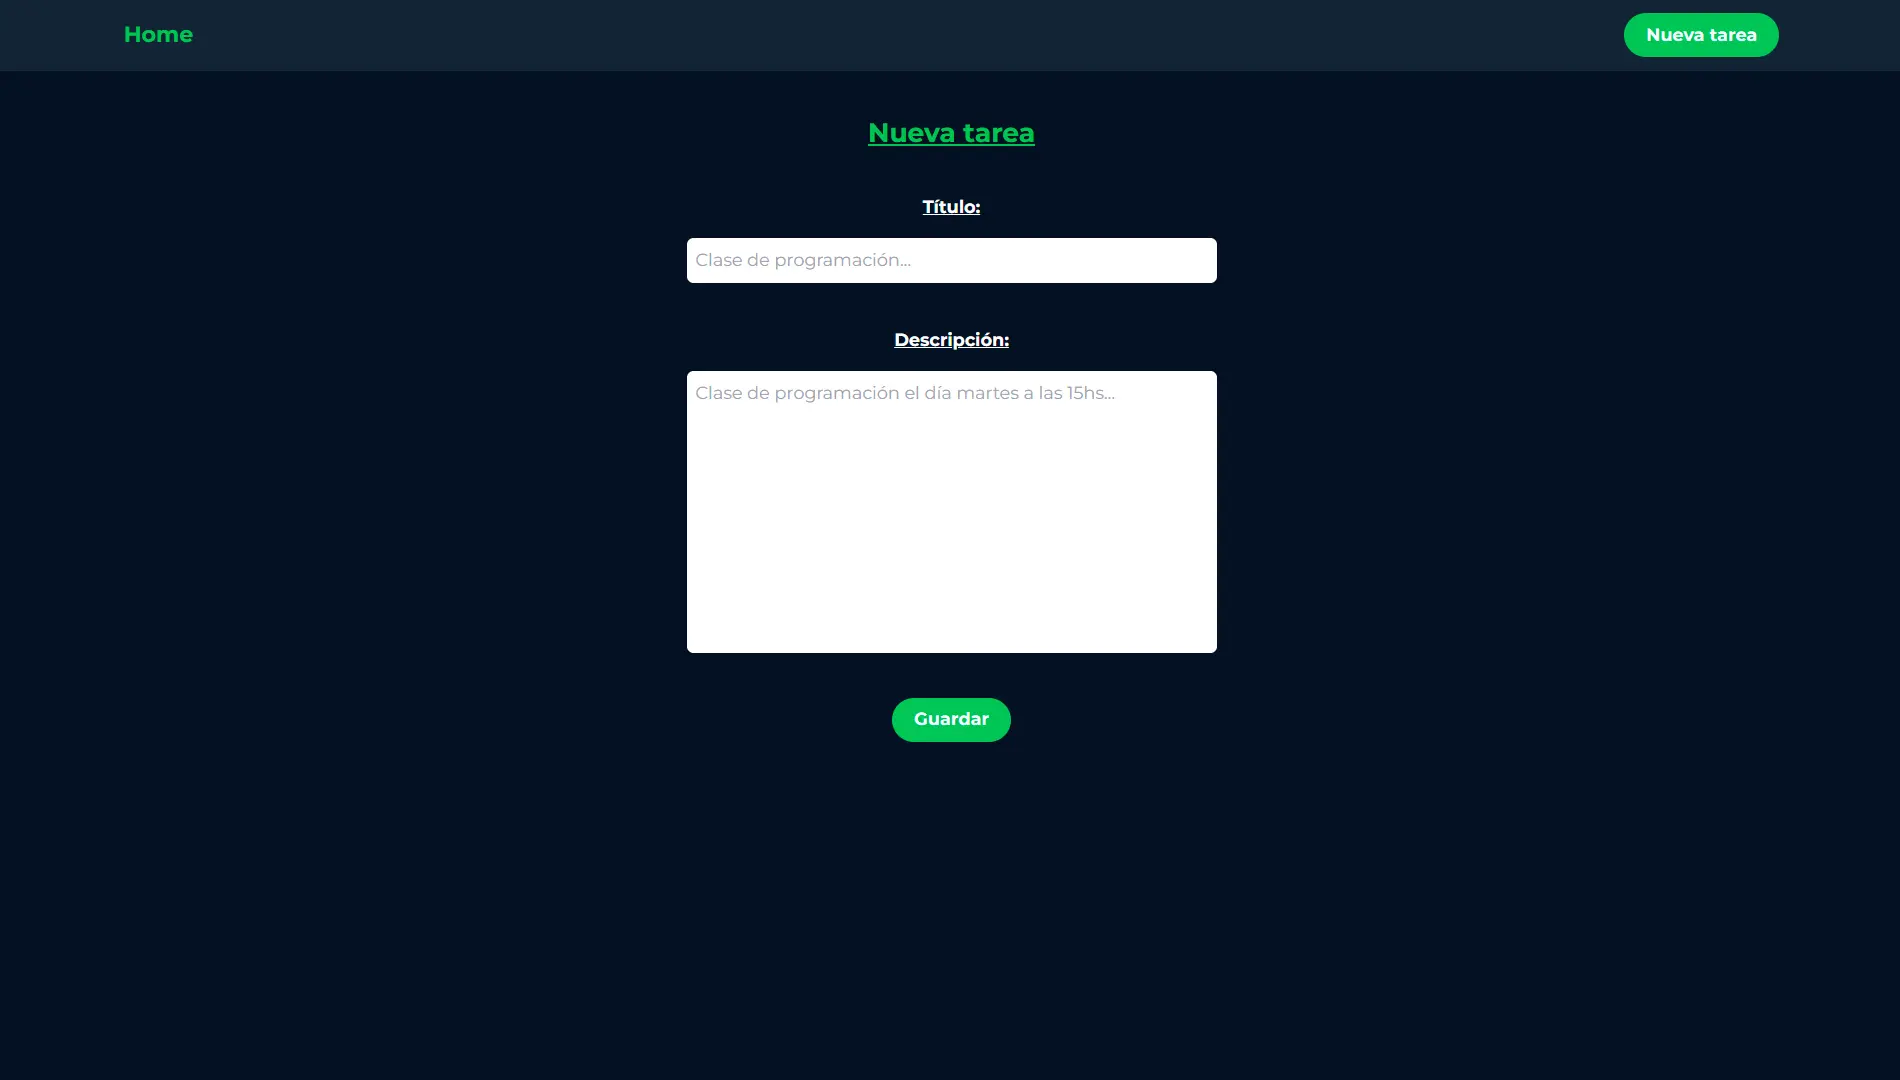 Home
Nueva tarea
Nueva tarea
Título:
Clase de programación...
Descripción:
Clase de programación el día martes a las 15hs...
Guardar